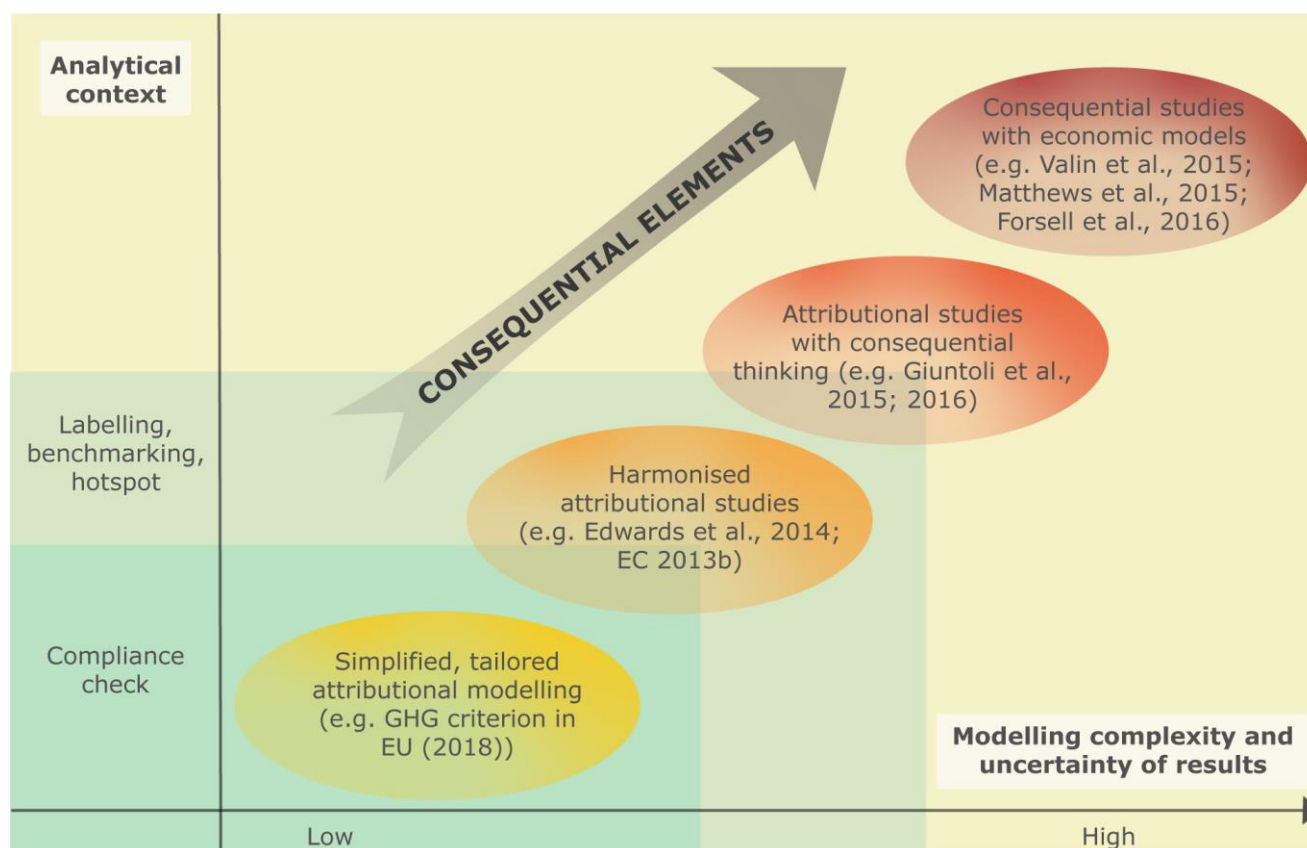 Analytical
context
CONSEQUENTIAL ELEMENTS
Consequential studies
with economic models
(e.g. Valin et al., 2015;
Matthews et al., 2015;
Forsell et al., 2016)
Attributional studies
with consequential
thinking (e.g. Giuntoli et al.,
2015; 2016)
Labelling,
benchmarking,
hotspot
Harmonised
attributional studies
(e.g. Edwards et al., 2014;
EC 2013b)
Compliance
check
Simplified, tailored
attributional modelling
(e.g. GHG criterion in
EU (2018))
Modelling complexity and
uncertainty of results
Low
High